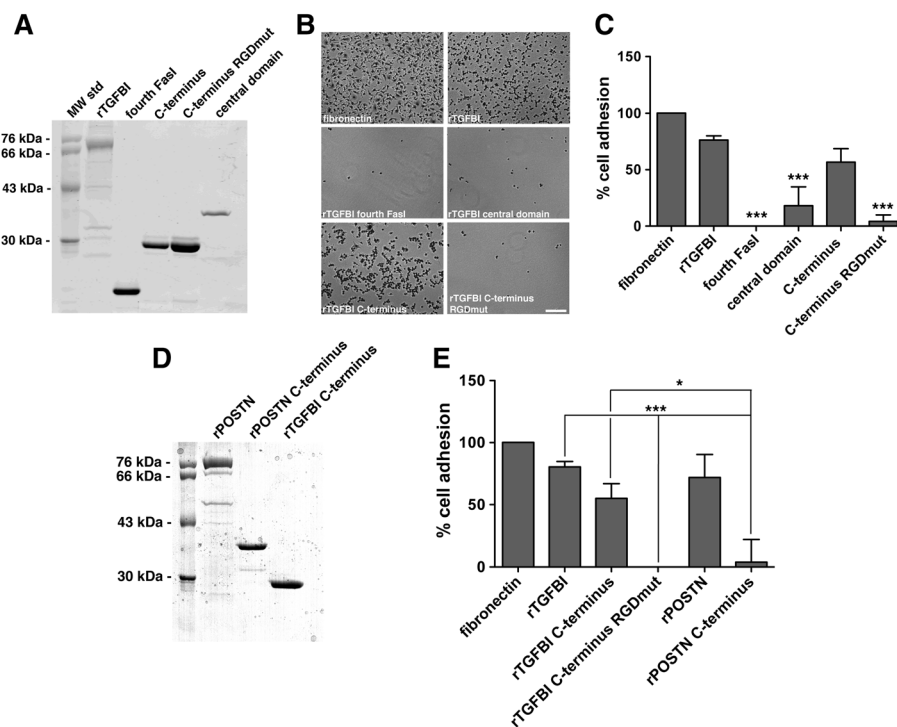 A
MW std
rTGFBI
fourth FasI
C-terminus
C-terminus RGDmut
central domain
76 kDa -
66 kDa -
43 kDa -
30 kDa -
B
fibronectin
rTGFBI
rTGFBI fourth FasI
rTGFBI central domain
rTGFBI C-terminus
rTGFBI C-terminus
RGDmut
C
% cell adhesion
150
100
50
0
***
***
***
fibronectin
rTGFBI
fourth FasI
central domain
C-terminus
C-terminus RGDmut
D
rPOSTN
rPOSTN C-terminus
rTGFBI C-terminus
76 kDa -
66 kDa -
43 kDa -
30 kDa -
E
% cell adhesion
150
100
50
0
*
***
fibronectin
rTGFBI
rTGFBI C-terminus
rTGFBI C-terminus RGDmut
rPOSTN
rPOSTN C-terminus